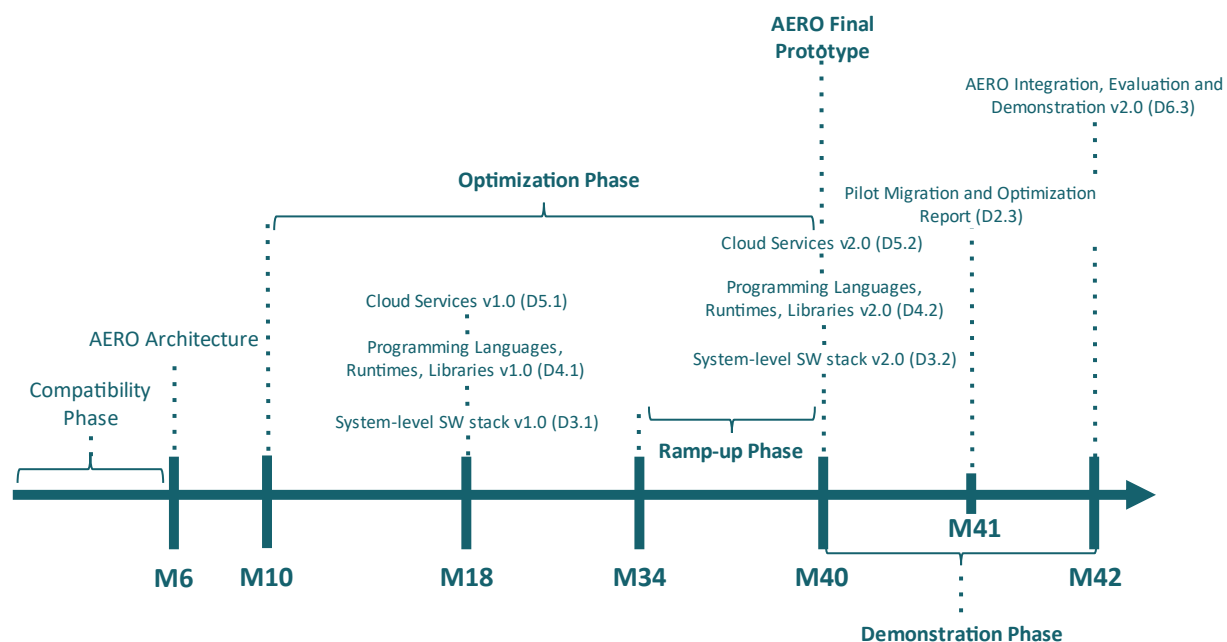 AERO Final
Prototype
AERO Integration, Evaluation and
Demonstration v2.0 (D6.3)
Optimization Phase
Pilot Migration and Optimization
Report (D2.3)
Cloud Services v2.0 (D5.2)
Programming Languages,
Runtimes, Libraries v2.0 (D4.2)
System-level SW stack v2.0 (D3.2)
Cloud Services v1.0 (D5.1)
Programming Languages,
Runtimes, Libraries v1.0 (D4.1)
System-level SW stack v1.0 (D3.1)
AERO Architecture
Compatibility
Phase
Ramp-up Phase
M6
M10
M18
M34
M40
M41
M42
Demonstration Phase